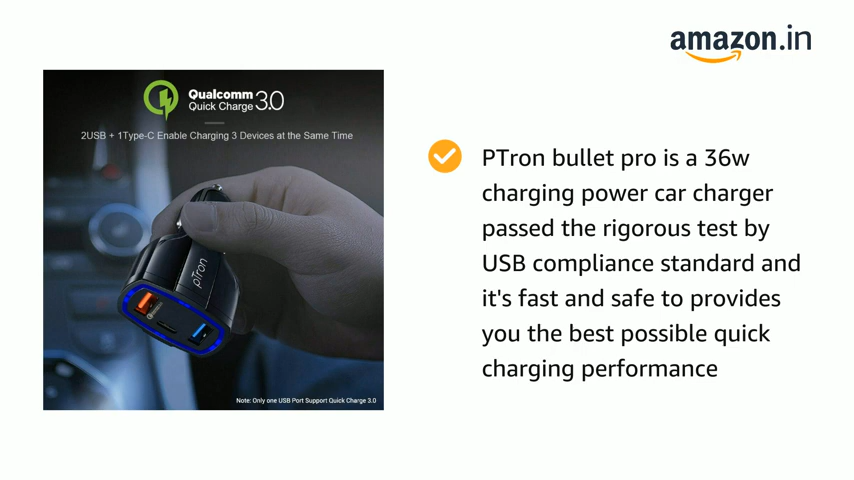 amazon.in
Qualcomm
Quick Charge 3.0
2USB + 1Type-C Enable Charging 3 Devices at the Same Time
pTron
Note: Only one USB Port Support Quick Charge 3.0
PTron bullet pro is a 36w
charging power car charger
passed the rigorous test by
USB compliance standard and
it's fast and safe to provides
you the best possible quick
charging performance